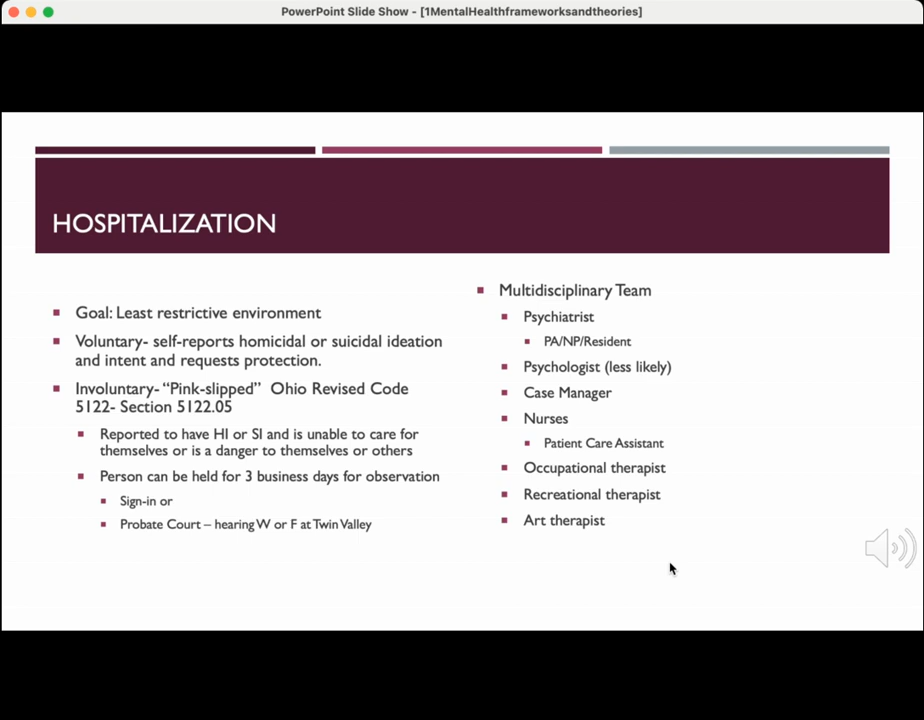 PowerPoint Slide Show - [1MentalHealthframeworksandtheories]
HOSPITALIZATION
Goal: Least restrictive environment
Voluntary- self-reports homicidal or suicidal ideation
and intent and requests protection.
Involuntary- “Pink-slipped” Ohio Revised Code
5122- Section 5122.05
Reported to have HI or SI and is unable to care for
themselves or is a danger to themselves or others
Person can be held for 3 business days for observation
Sign-in or
Probate Court – hearing W or F at Twin Valley
Multidisciplinary Team
Psychiatrist
PA/NP/Resident
Psychologist (less likely)
Case Manager
Nurses
Patient Care Assistant
Occupational therapist
Recreational therapist
Art therapist